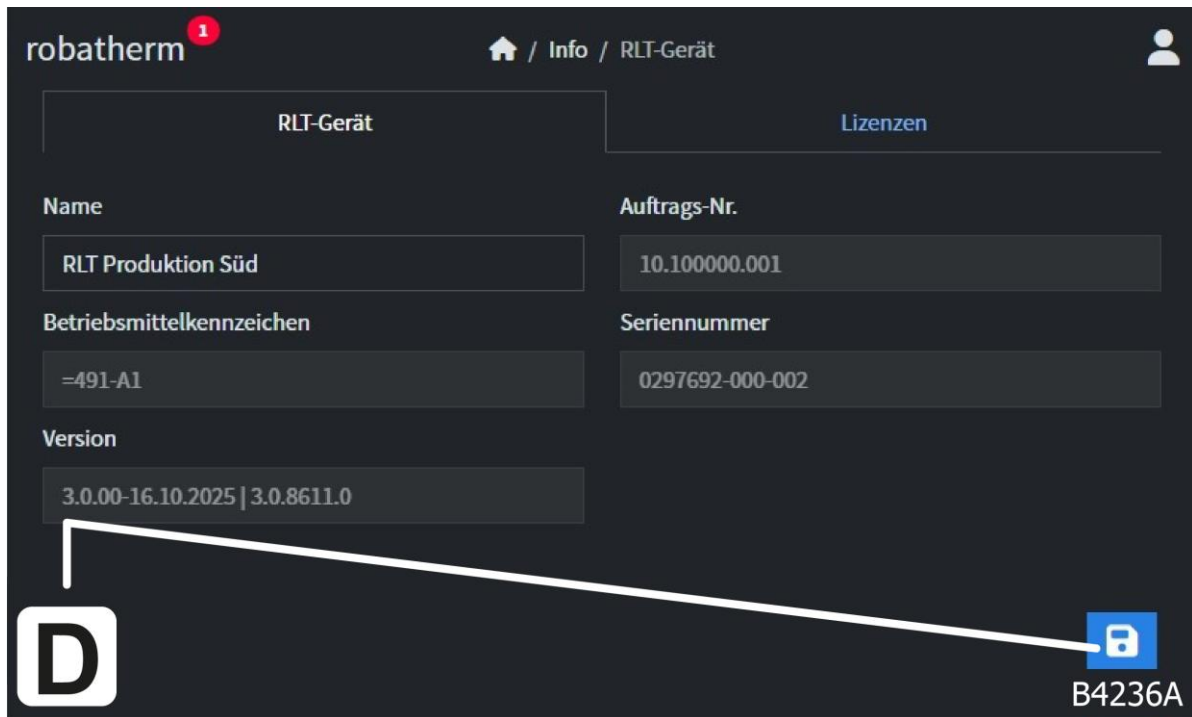 robatherm 1
/ Info / RLT-Gerät
RLT-Gerät
Lizenzen
Name
Auftrags-Nr.
RLT Produktion Süd
10.100000.001
Betriebsmittelkennzeichen
Seriennummer
=491-A1
0297692-000-002
Version
3.0.00-16.10.2025 | 3.0.8611.0
D
B4236A